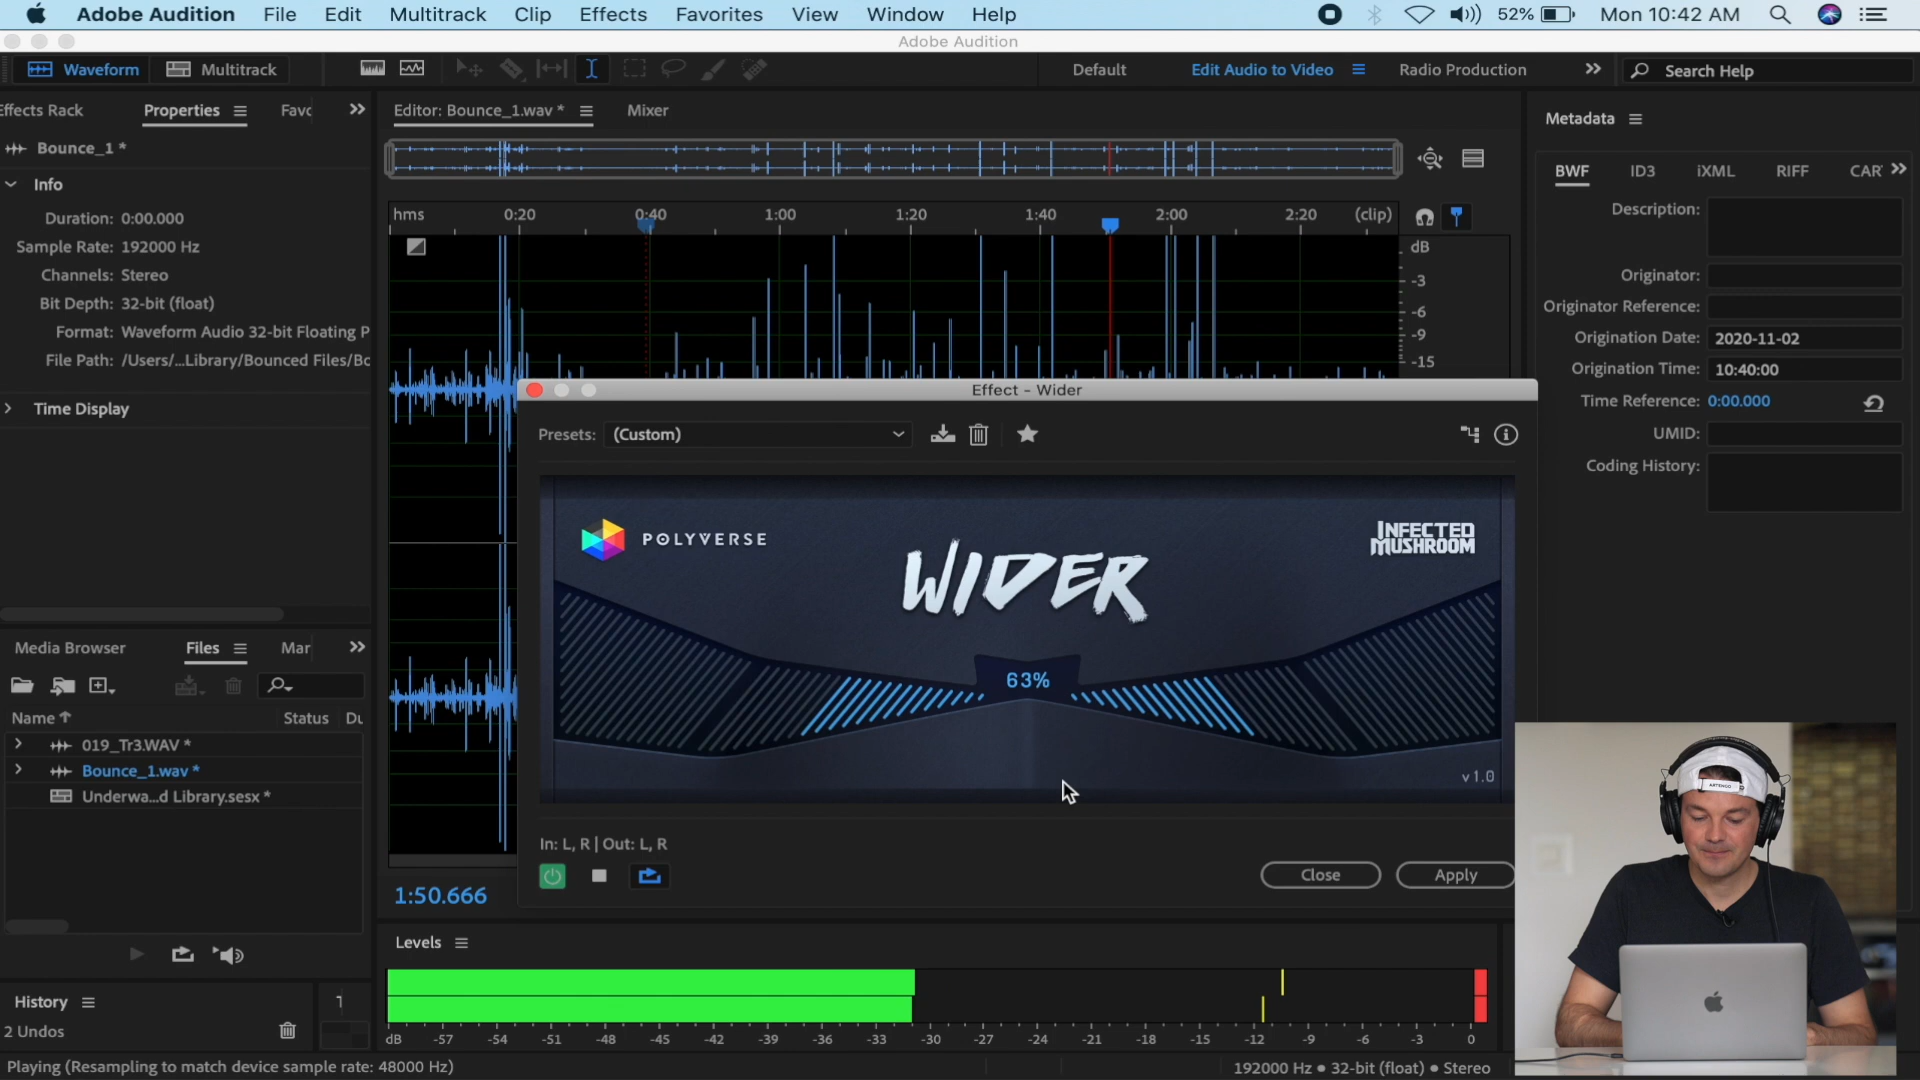 Adobe Audition File Edit Multitrack Clip Effects Favorites View Window Help 52% Mon 10:42 AM
Adobe Audition
Waveform Multitrack Default Edit Audio to Video Radio Production Search Help
Effects Rack Properties Favc Editor: Bounce_1.wav * Mixer
Metadata
Bounce_1 *
BWF ID3 iXML RIFF CAR
Info
Description:
Duration: 0:00.000
hms 0:20 0:40 1:00 1:20 1:40 2:00 2:20 (clip)
Sample Rate: 192000 Hz
dB
Channels: Stereo
Originator:
-3
Bit Depth: 32-bit (float)
Originator Reference:
-6
Format: Waveform Audio 32-bit Floating P
-9
Origination Date: 2020-11-02
File Path: /Users/...Library/Bounced Files/Bc
-15
Origination Time: 10:40:00
Effect - Wider
Time Reference: 0:00.000
Time Display
Presets: (Custom)
UMID:
Coding History:
POLYVERSE
INFECTED
MUSHROOM
WIDER
Media Browser Files Mar
63%
Name Status Du
019_Tr3.WAV *
Bounce_1.wav *
v1.0
Underwa...d Library.sesx *
In: L, R | Out: L, R
Close Apply
1:50.666
Levels
History
2 Undos
dB -57 -54 -51 -48 -45 -42 -39 -36 -33 -30 -27 -24 -21 -18 -15 -12 -9 -6 -3 0
Playing (Resampling to match device sample rate: 48000 Hz)
192000 Hz • 32-bit (float) • Stereo